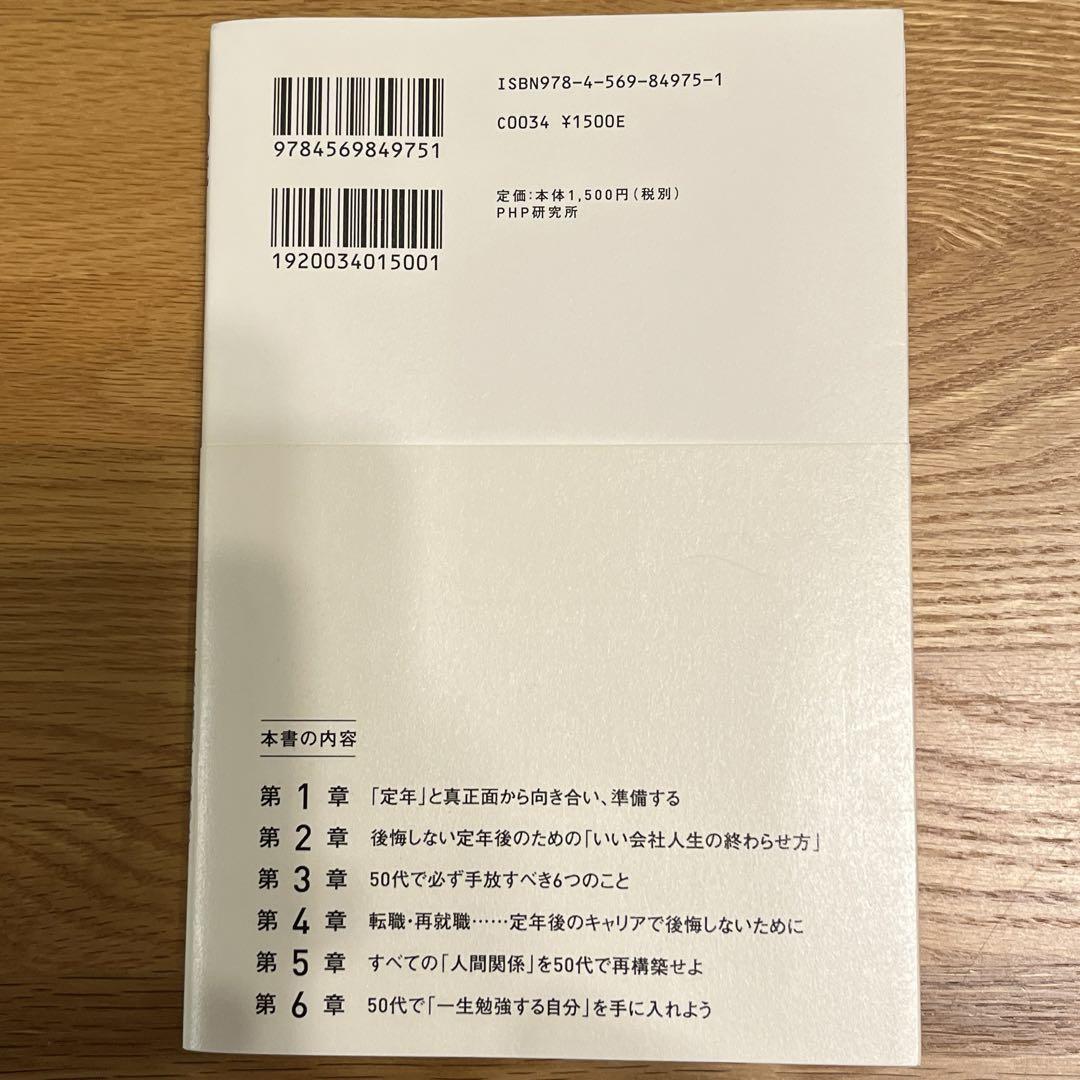 ISBN978-4-569-84975-1
C0034 ¥1500E
9784569849751
定価：本体1,500円（税別）
PHP研究所
1920034015001
本書の内容
第1章 「定年」と真正面から向き合い、準備する
第2章 後悔しない定年後のための「いい会社人生の終わらせ方」
第3章 50代で必ず手放すべき6つのこと
第4章 転職・再就職……定年後のキャリアで後悔しないために
第5章 すべての「人間関係」を50代で再構築せよ
第6章 50代で「一生勉強する自分」を手に入れよう